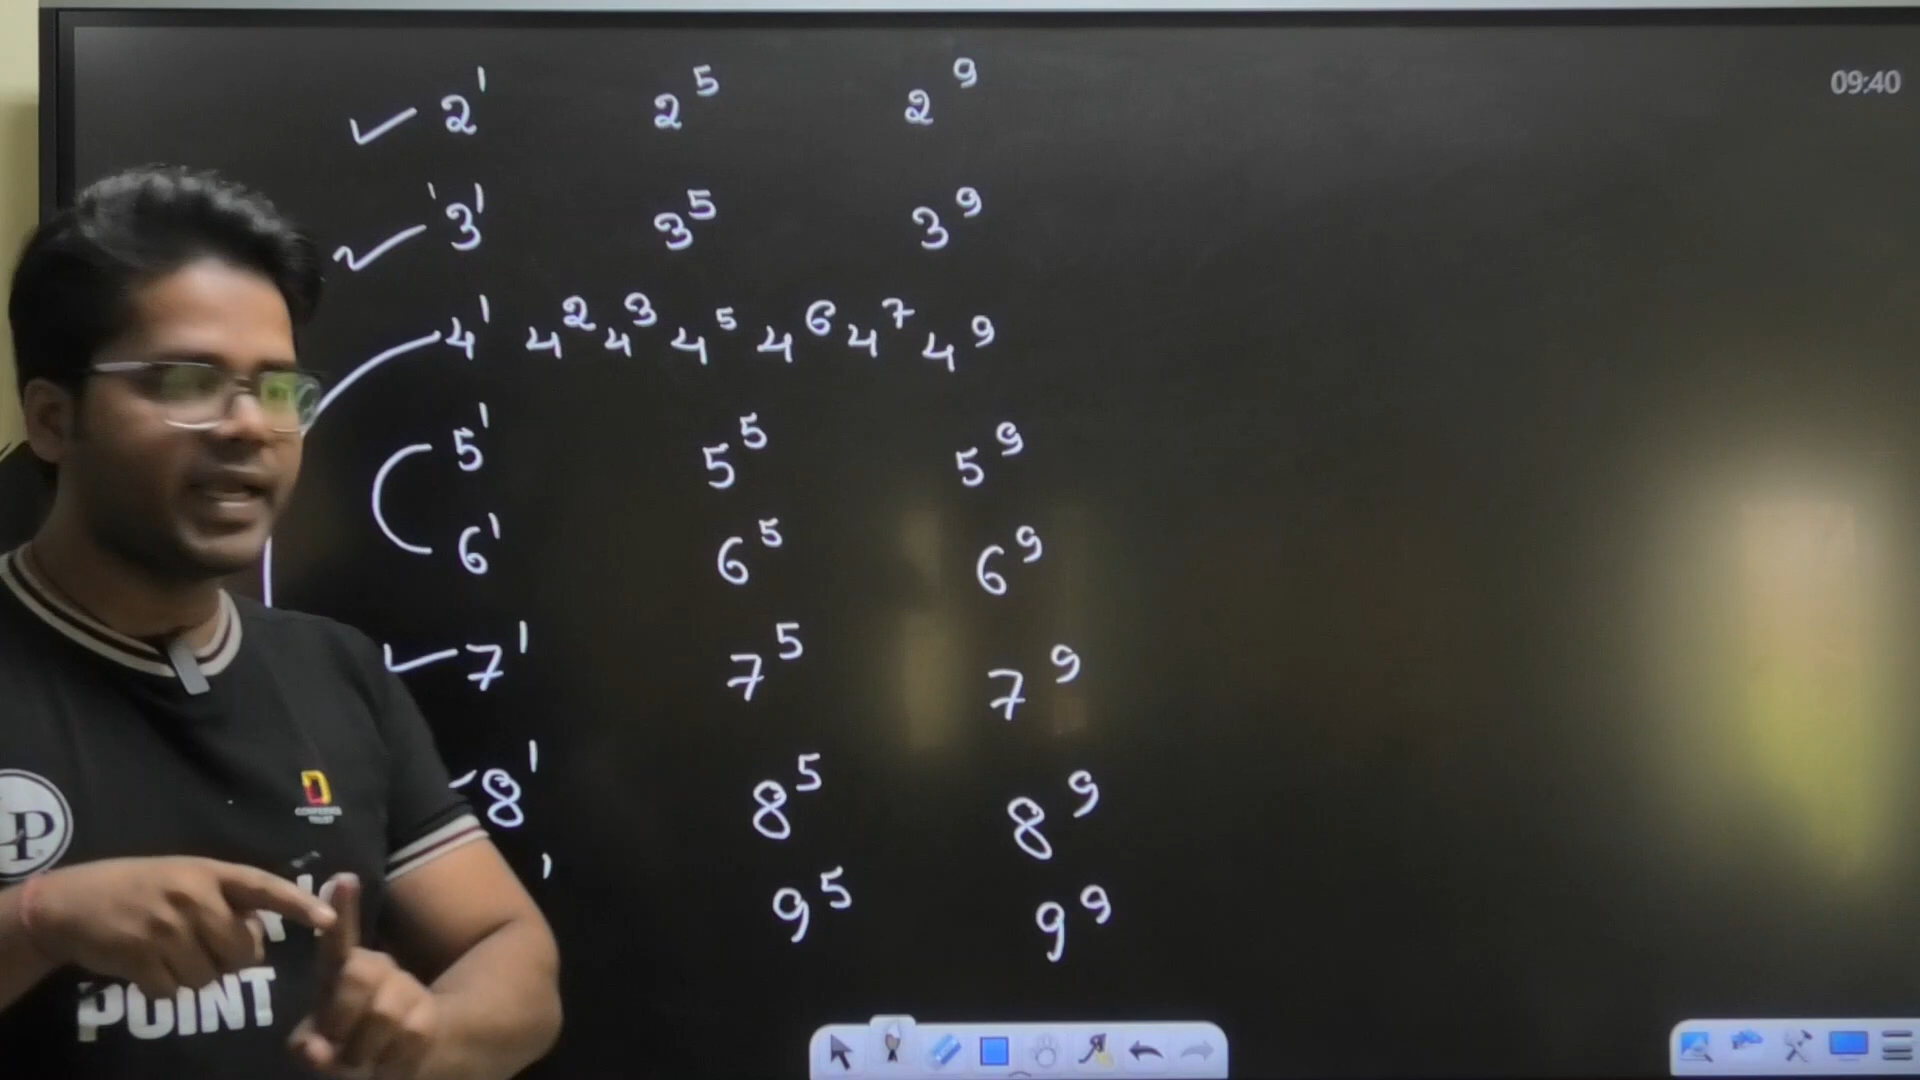 09:40
2¹ 2⁵ 2⁹
3¹ 3⁵ 3⁹
4¹ 4² 4³ 4⁵ 4⁶ 4⁷ 4⁹
5¹ 5⁵ 5⁹
6¹ 6⁵ 6⁹
7¹ 7⁵ 7⁹
8¹ 8⁵ 8⁹
¹ 9⁵ 9⁹
P
POINT